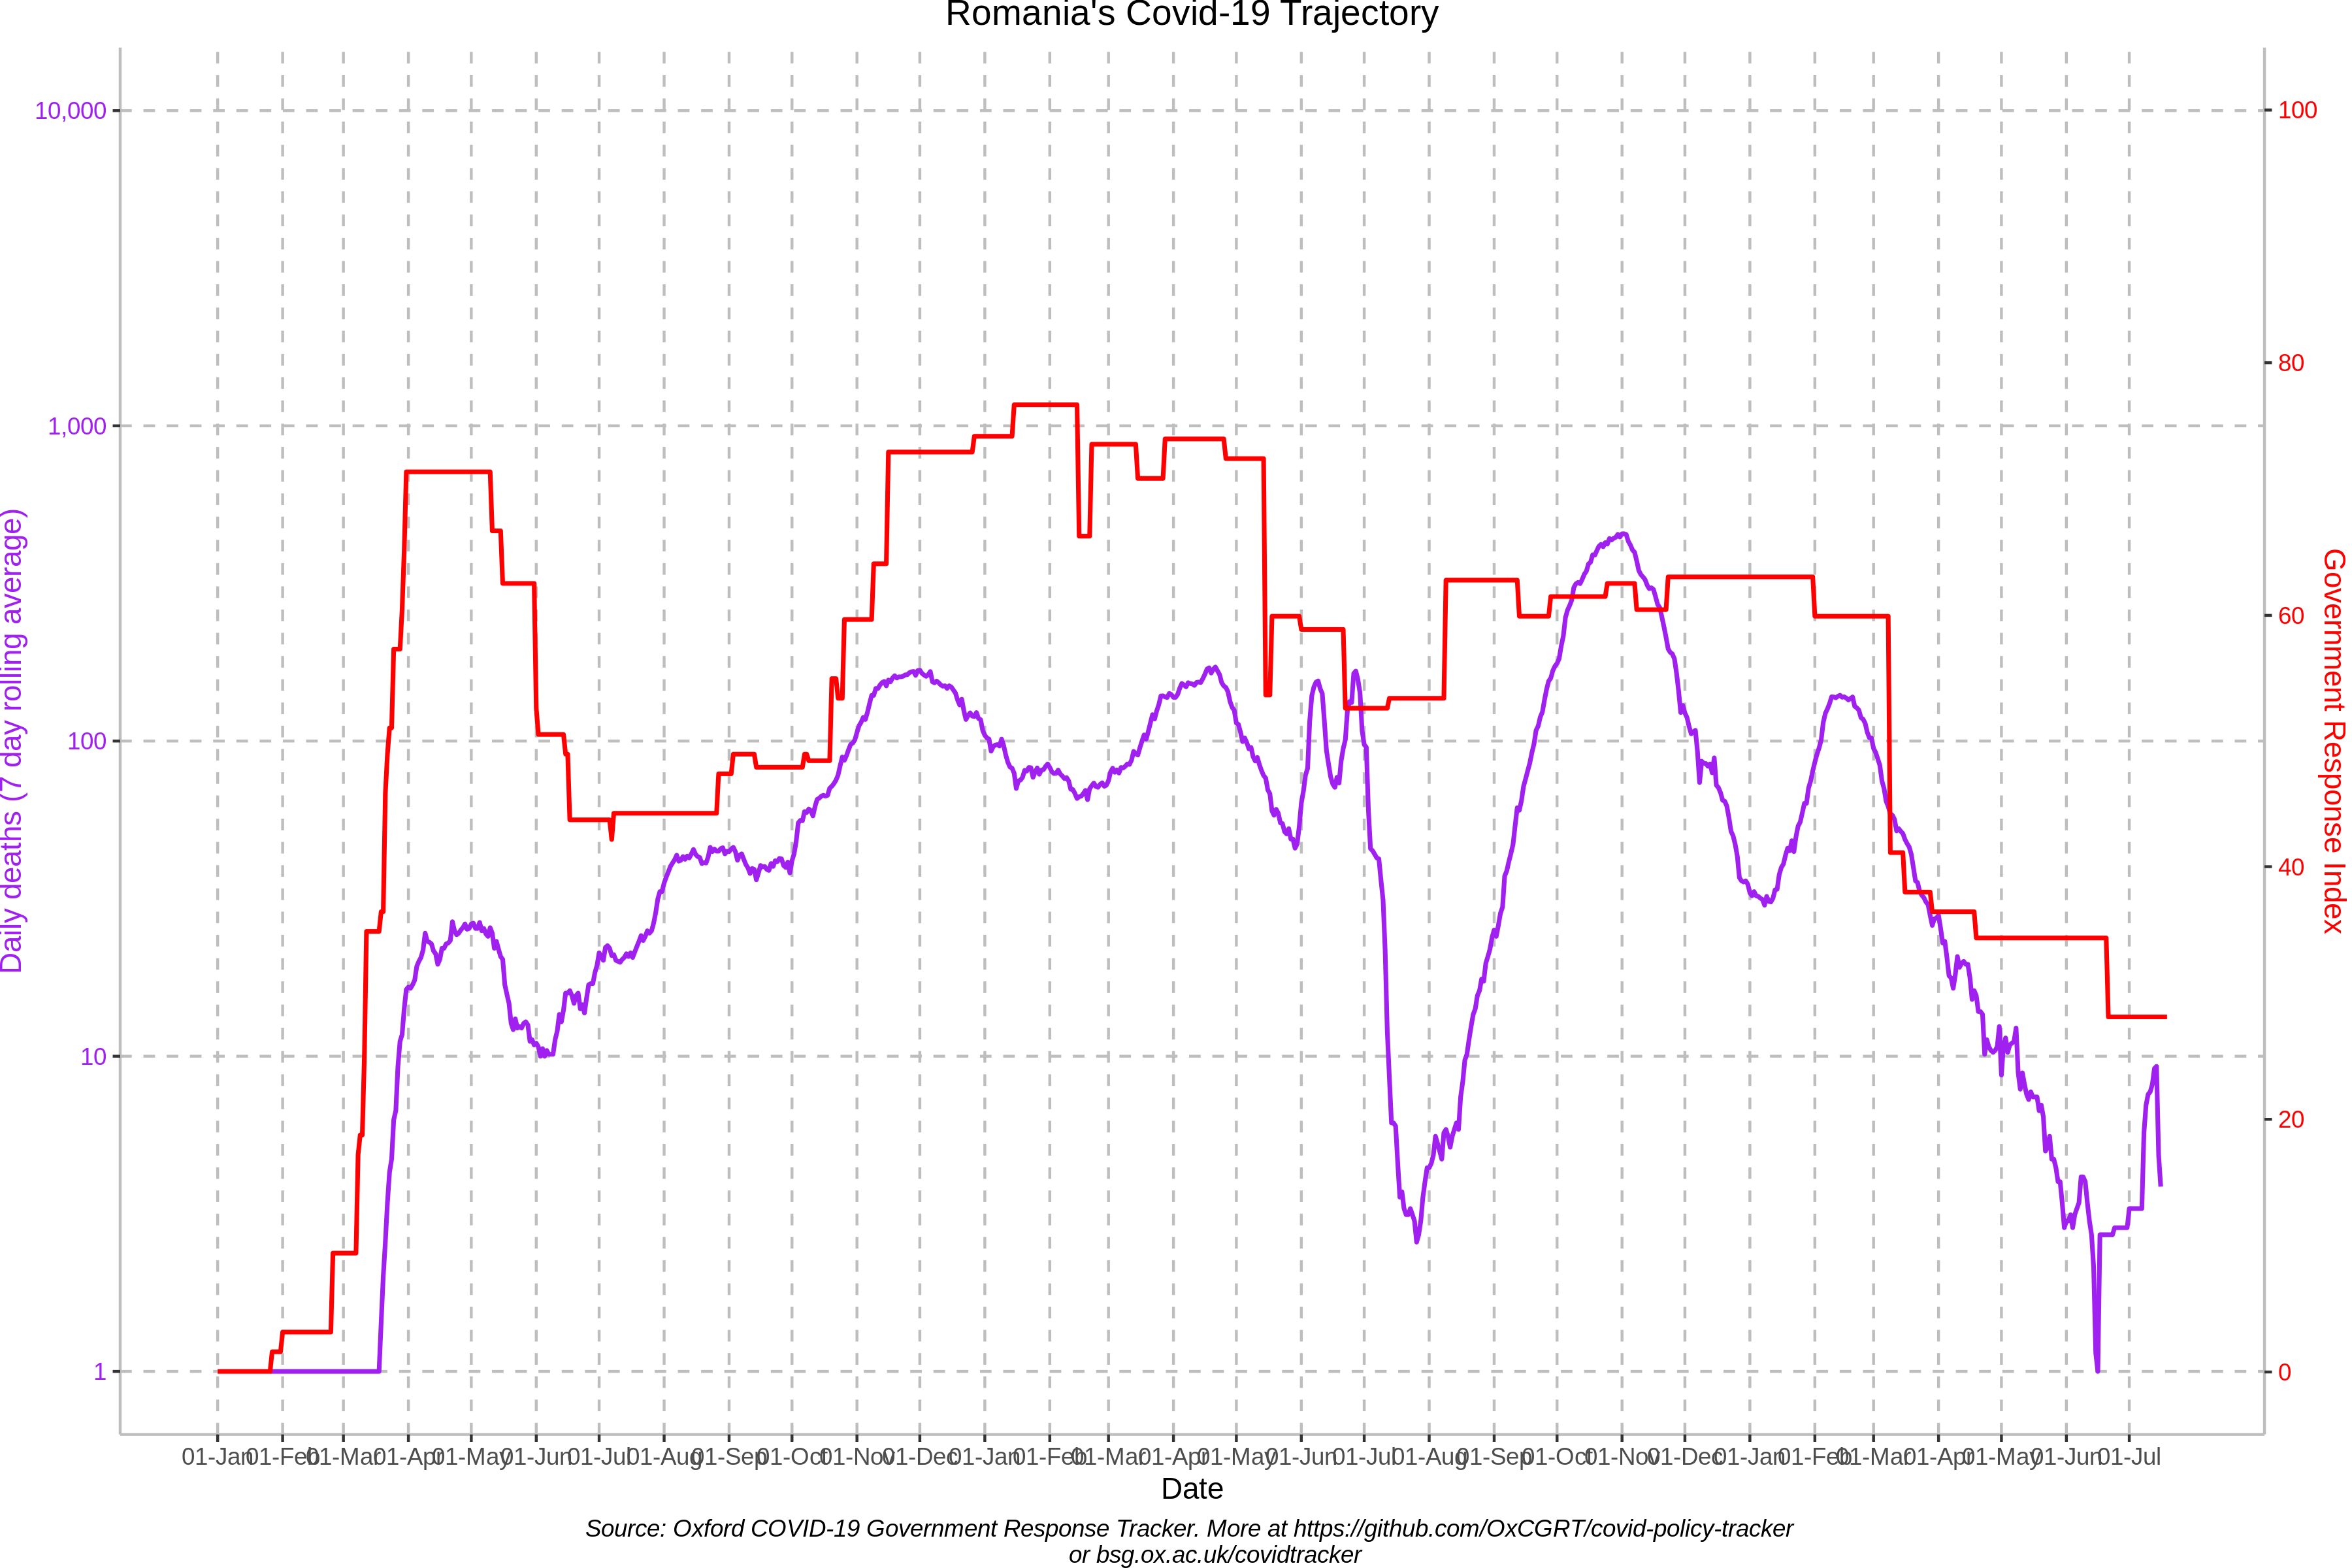 Romania's Covid-19 Trajectory
10,000
1,000
100
10
1
Daily deaths (7 day rolling average)
100
80
60
40
20
0
Government Response Index
01-Jan 01-Feb 01-Mar 01-Apr 01-May 01-Jun 01-Jul 01-Aug 01-Sep 01-Oct 01-Nov 01-Dec 01-Jan 01-Feb 01-Mar 01-Apr 01-May 01-Jun 01-Jul 01-Aug 01-Sep 01-Oct 01-Nov 01-Dec 01-Jan 01-Feb 01-Mar 01-Apr 01-May 01-Jun 01-Jul
Date
Source: Oxford COVID-19 Government Response Tracker. More at https://github.com/OxCGRT/covid-policy-tracker
or bsg.ox.ac.uk/covidtracker